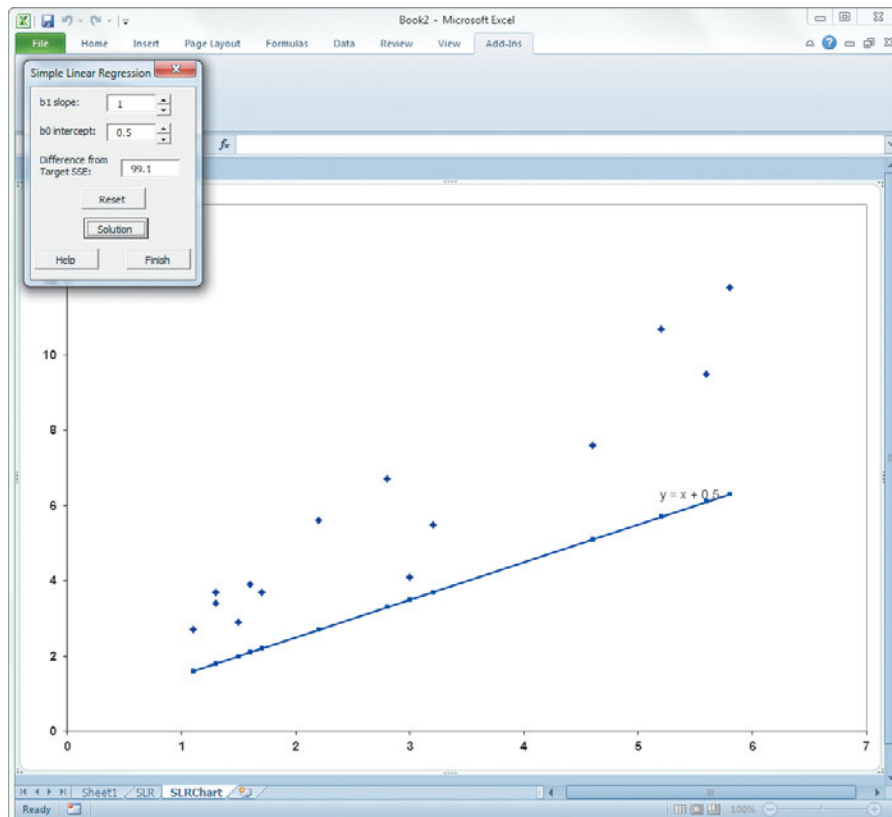 Book2 - Microsoft Excel
File Home Insert Page Layout Formulas Data Review View Add-Ins
Simple Linear Regression
b1 slope: 1
b0 intercept: 0.5
Difference from
Target SSE: 99.1
Reset
Solution
Help Finish
fx
10
8
6
4
2
0
y = x + 0.5
0 1 2 3 4 5 6 7
Sheet1 SLR SLRChart
Ready 100%